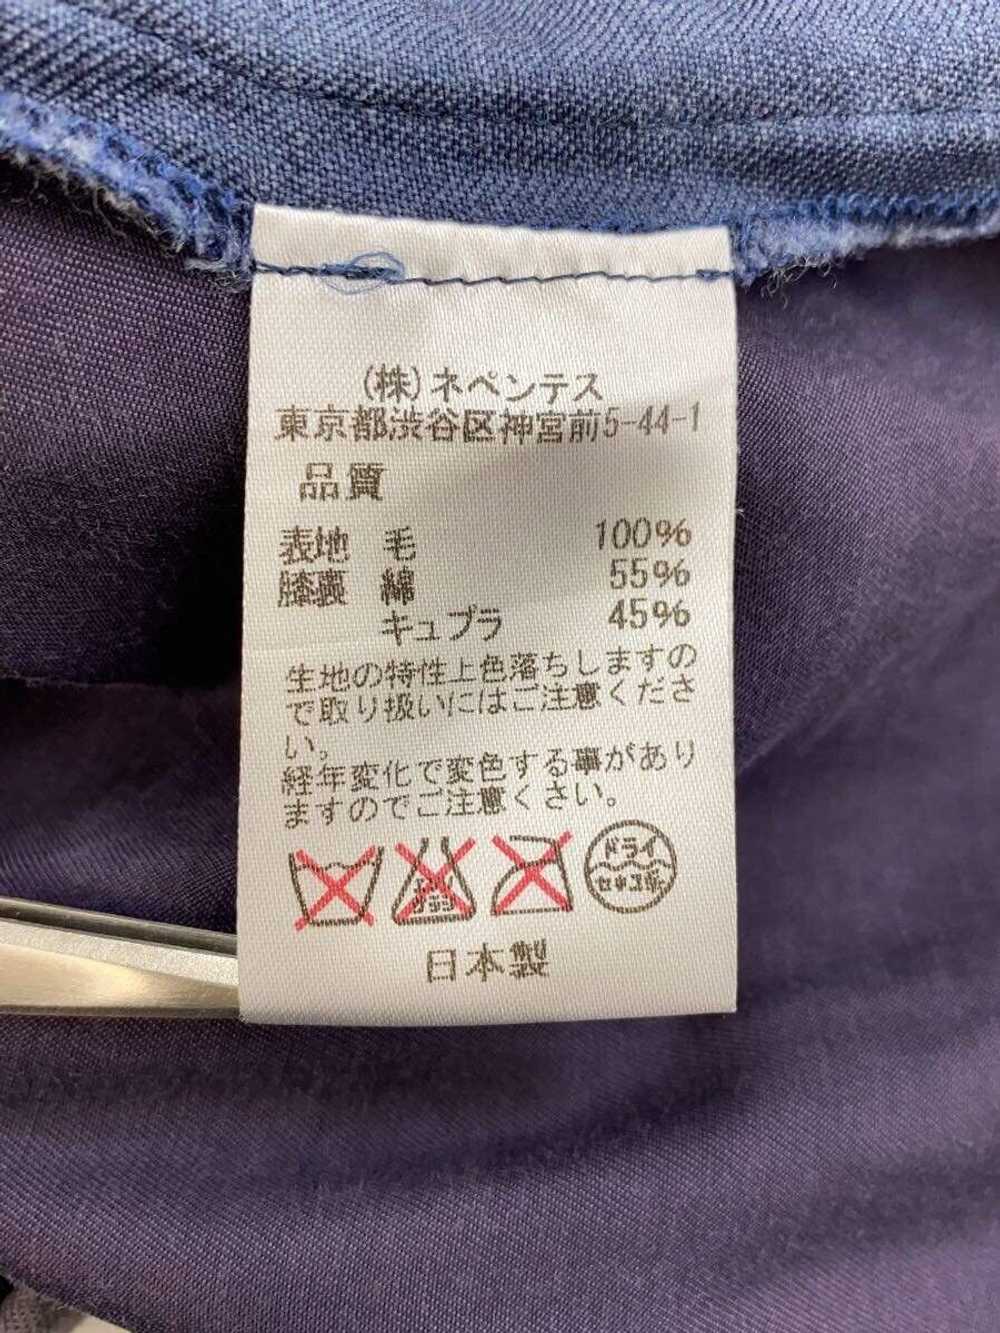 (株)ネペンテス
東京都渋谷区神宮前5-44-1
品質
表地 毛 100%
膝裏 綿 55%
キュプラ 45%
生地の特性上色落ちしますの
で取り扱いにはご注意くださ
い。
経年変化で変色する事があり
ますのでご注意くさい。
ドライ
セキユ系
日本製